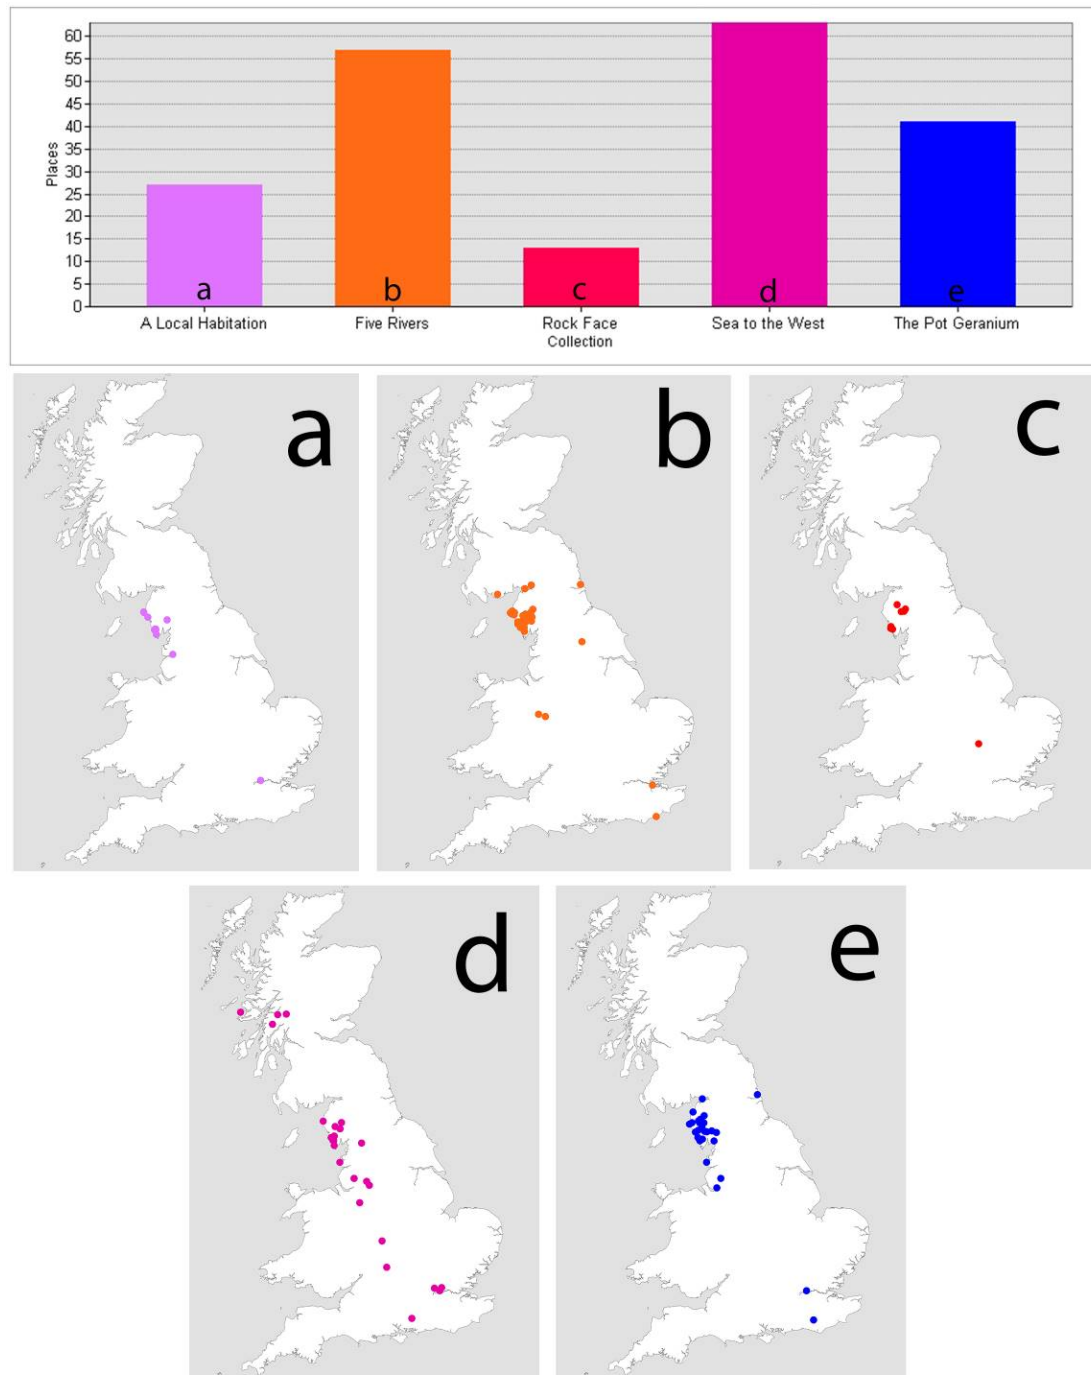 60
55
50
45
40
35
30
25
20
15
10
5
0
Places
a b c d e
A Local Habitation Five Rivers Rock Face Sea to the West The Pot Geranium
Collection
a b c
d e